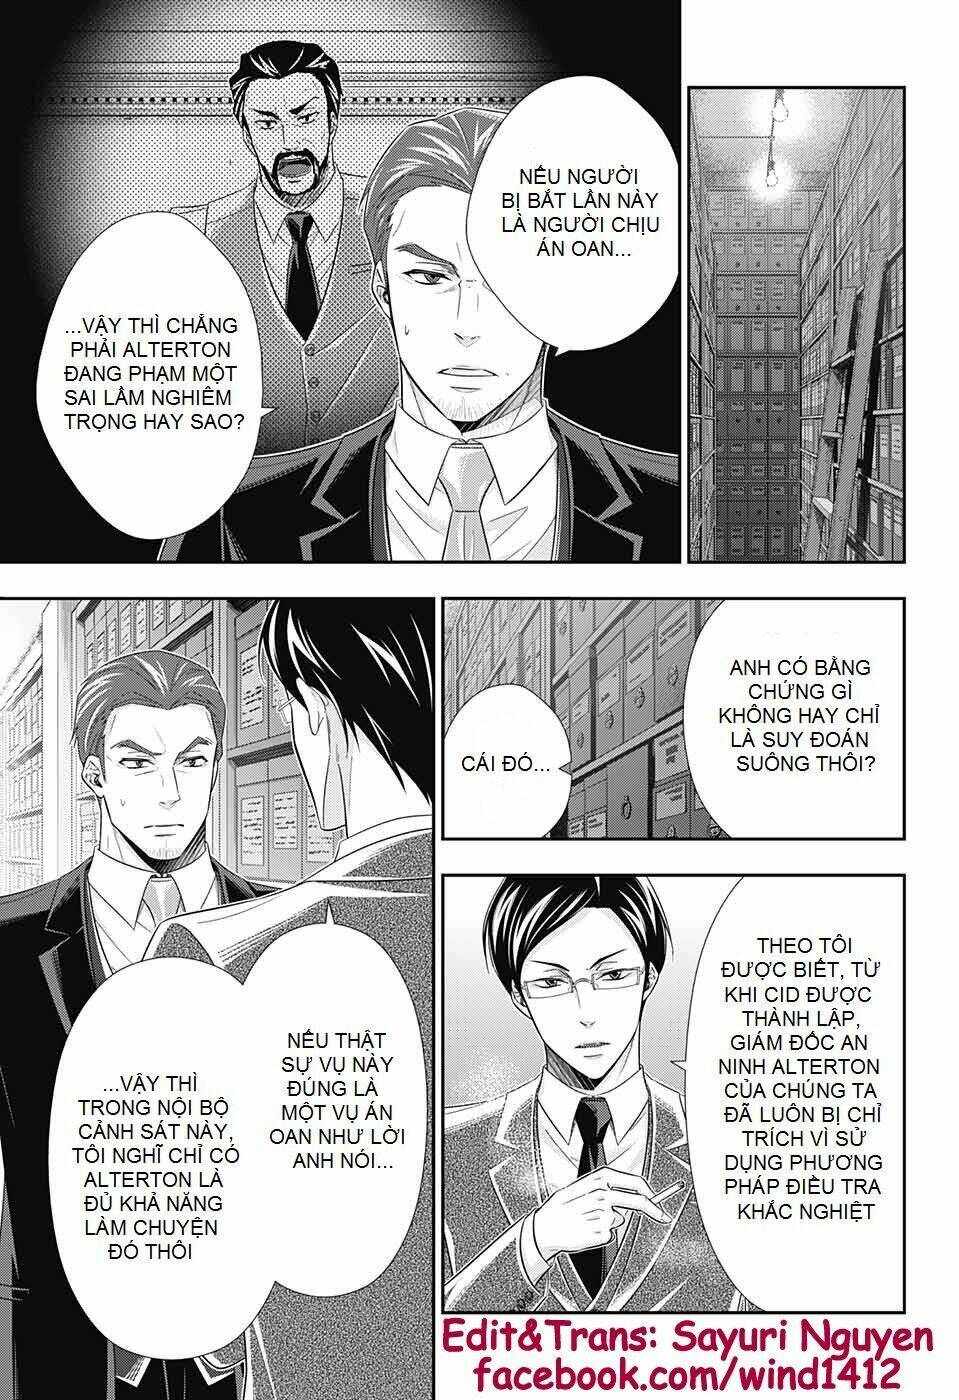 NẾU NGƯỜI
BỊ BẮT LẦN NÀY
LÀ NGƯỜI CHỊU
ÁN OAN...
...VẬY THÌ CHẲNG
PHẢI ALTERTON
ĐANG PHẠM MỘT
SAI LẦM NGHIÊM
TRỌNG HAY SAO?
ANH CÓ BẰNG
CHỨNG GÌ
KHÔNG HAY CHỈ
LÀ SUY ĐOÁN
SUÔNG THÔI?
CÁI ĐÓ...
THEO TÔI
ĐƯỢC BIẾT, TỪ
KHI CID ĐƯỢC
THÀNH LẬP,
GIÁM ĐỐC AN
NINH ALTERTON
CỦA CHÚNG TA
ĐÃ LUÔN BỊ CHỈ
TRÍCH VÌ SỬ
DỤNG PHƯƠNG
PHÁP ĐIỀU TRA
KHẮC NGHIỆT
NẾU THẬT
SỰ VỤ NÀY
ĐÚNG LÀ
MỘT VỤ ÁN
OAN NHƯ LỜI
ANH NÓI...
...VẬY THÌ
TRONG NỘI BỘ
CẢNH SÁT NÀY,
TÔI NGHĨ CHỈ CÓ
ALTERTON LÀ
ĐỦ KHẢ NĂNG
LÀM CHUYỆN
ĐÓ THÔI
Edit&Trans: Sayuri Nguyen
facebook.com/wind1412